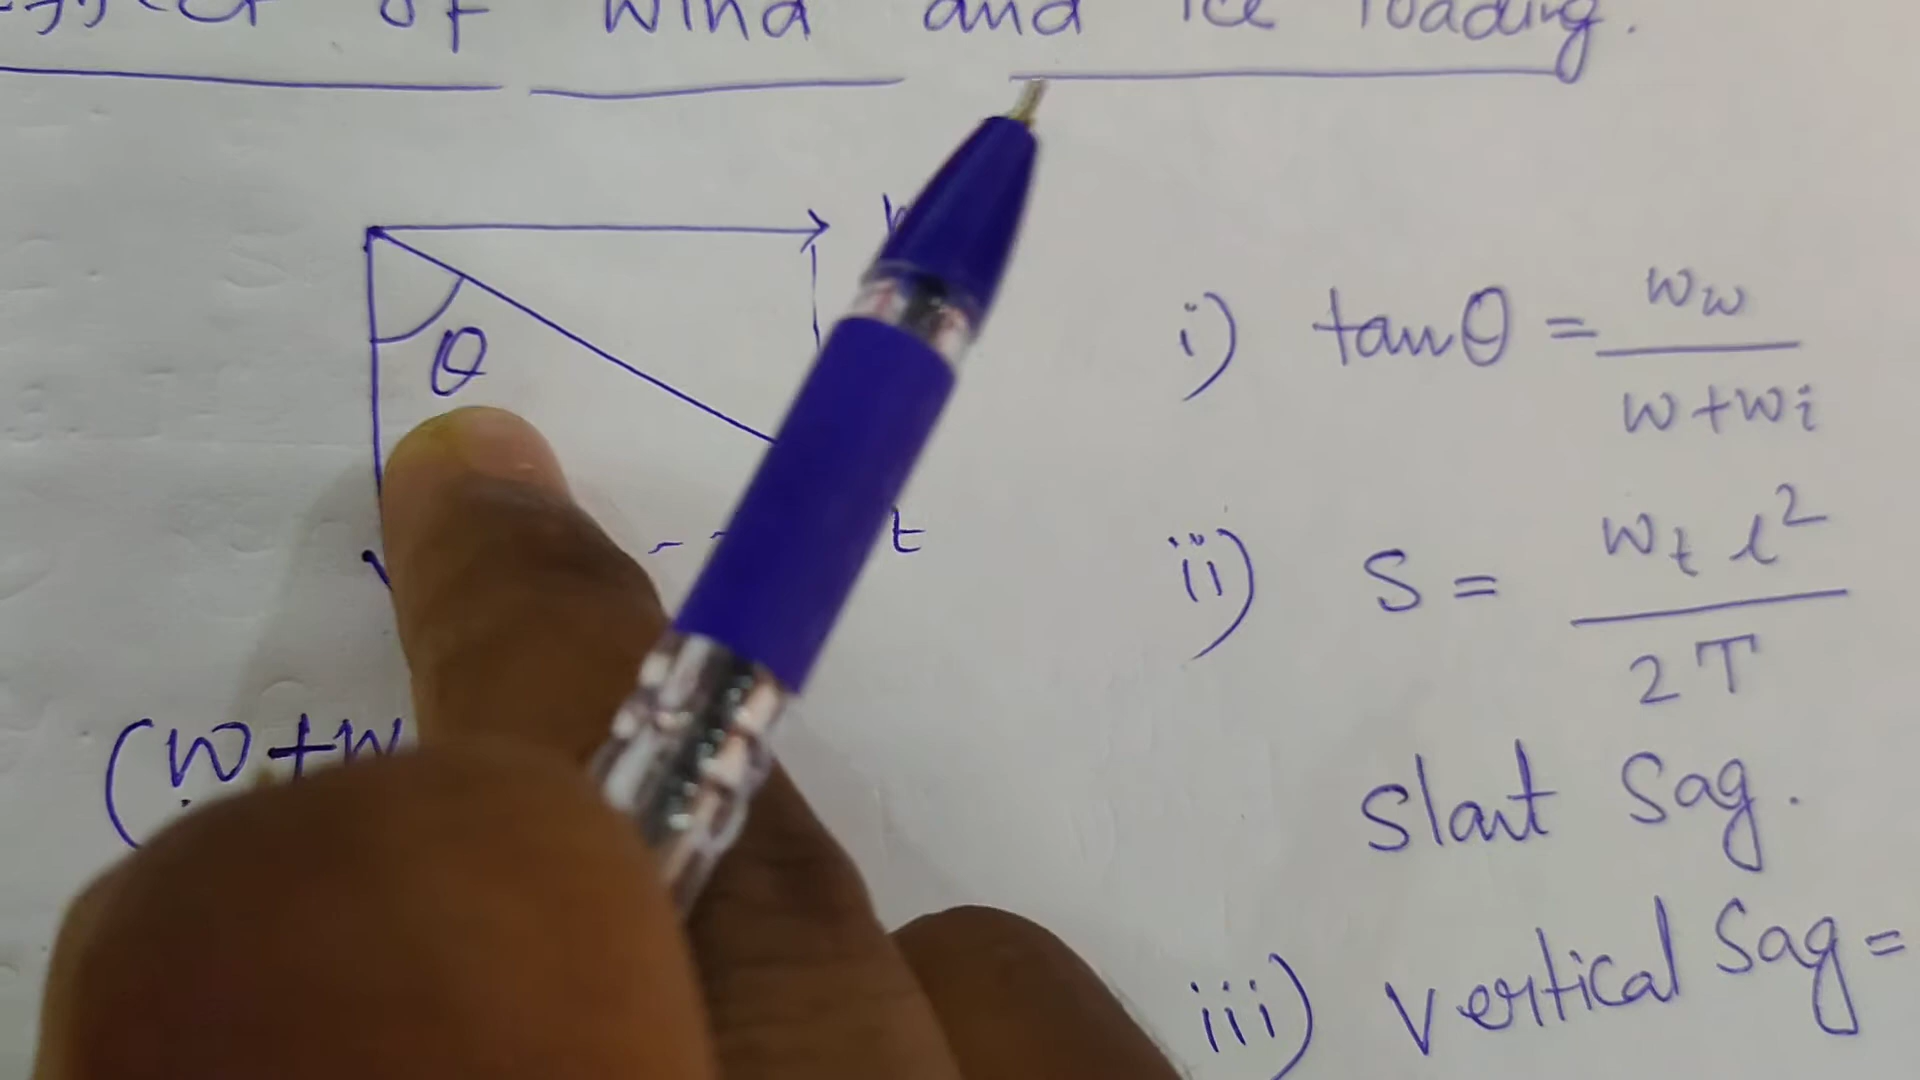 of wind and ice loading.
θ
t
(w+w
i) tanθ = ww / w+wi
ii) S = wt l² / 2T
Slant Sag.
iii) Vertical Sag =